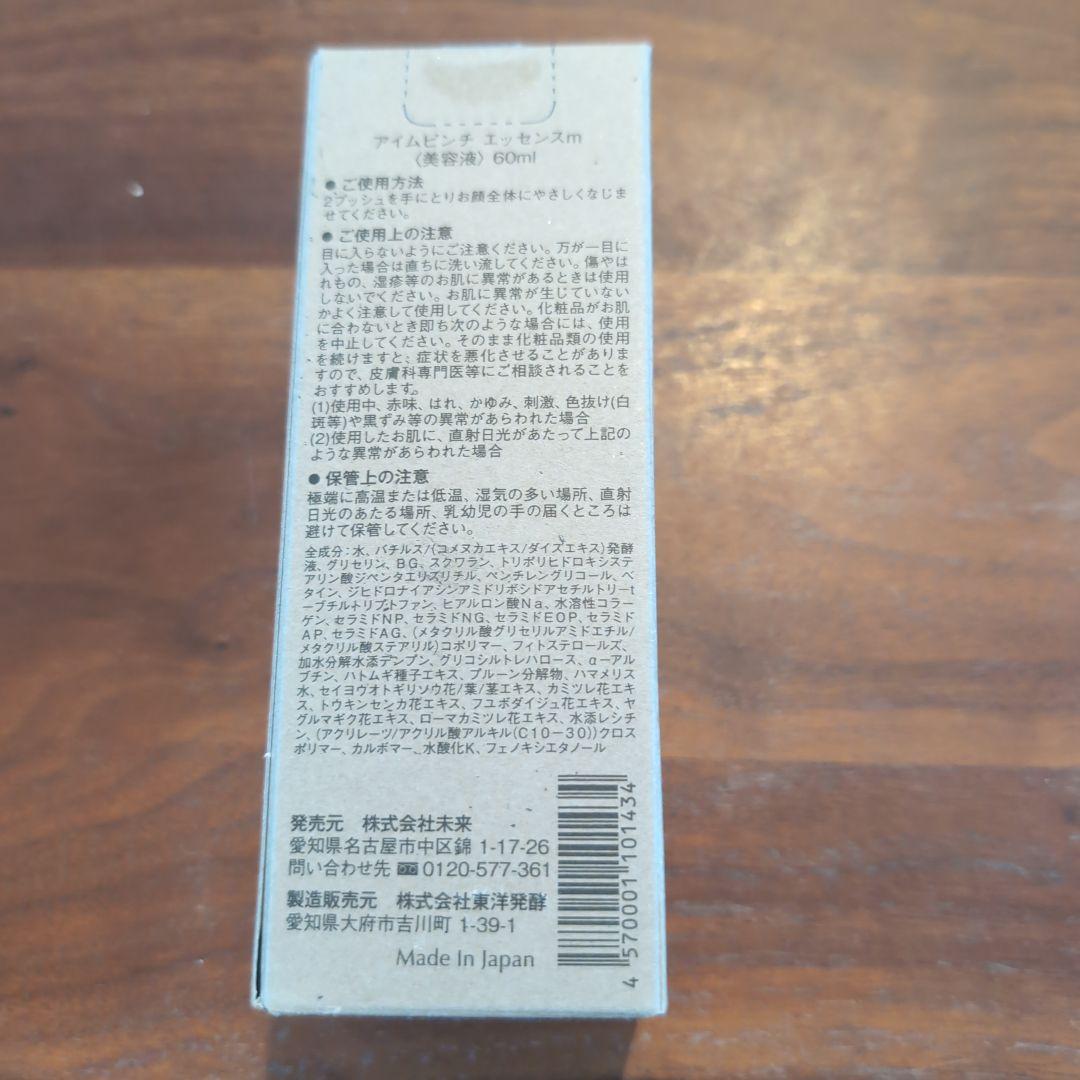 アイムピンチ エッセンスm
〈美容液〉60ml
● ご使用方法
2プッシュを手にとりお顔全体にやさしくなじま
せてください。
● ご使用上の注意
目に入らないようにご注意ください。万が一目に
入った場合は直ちに洗い流してください。傷やは
れもの、湿疹等のお肌に異常があるときは使用
しないでください。お肌に異常が生じていない
かよく注意して使用してください。化粧品がお肌
に合わないとき即ち次のような場合には、使用
を中止してください。そのまま化粧品類の使用
を続けますと、症状を悪化させることがありま
すので、皮膚科専門医等にご相談されることを
おすすめします。
(1)使用中、赤味、はれ、かゆみ、刺激、色抜け(白
斑等)や黒ずみ等の異常があらわれた場合
(2)使用したお肌に、直射日光があたって上記の
ような異常があらわれた場合
● 保管上の注意
極端に高温または低温、湿気の多い場所、直射
日光のあたる場所、乳幼児の手の届くところは
避けて保管してください。
全成分：水、バチルス/(コメヌカエキス/ダイズエキス)発酵
液、グリセリン、BG、スクワラン、トリポリヒドロキシステ
アリン酸ジペンタエリスリチル、ペンチレングリコール、ベ
タイン、ジヒドロナイアシンアミドリボシドアセチルトリーt
ーブチルトリプトファン、ヒアルロン酸Na、水溶性コラー
ゲン、セラミドNP、セラミドNG、セラミドEOP、セラミド
AP、セラミドAG、(メタクリル酸グリセリルアミドエチル/
メタクリル酸ステアリル)コポリマー、フィトステロールズ、
加水分解水添デンプン、グリコシルトレハロース、α－アル
ブチン、ハトムギ種子エキス、プルーン分解物、ハマメリス
水、セイヨウオトギリソウ花/葉/茎エキス、カミツレ花エキ
ス、トウキンセンカ花エキス、フユボダイジュ花エキス、ヤ
グルマギク花エキス、ローマカミツレ花エキス、水添レシチ
ン、(アクリレーツ/アクリル酸アルキル(C10－30))クロス
ポリマー、カルボマー、水酸化K、フェノキシエタノール
発売元　株式会社未来
愛知県名古屋市中区錦 1-17-26
問い合わせ先 0120-577-361
製造販売元　株式会社東洋発酵
愛知県大府市吉川町 1-39-1
Made In Japan
4 570001 101434